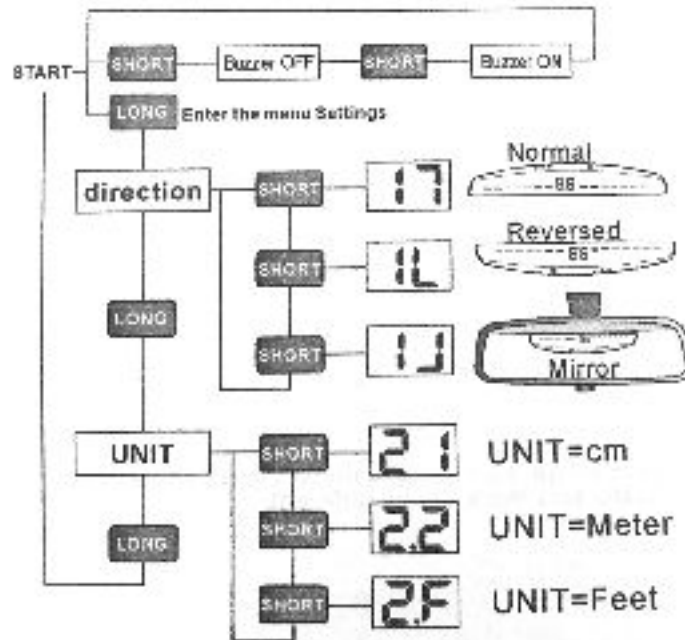 START SHORT Buzzer OFF SHORT Buzzer ON
LONG Enter the menu Settings
direction SHORT 17 Normal
88
SHORT 1L Reversed
88
LONG
SHORT 1J Mirror
UNIT SHORT 21 UNIT=cm
LONG SHORT 2.2 UNIT=Meter
SHORT 2.F UNIT=Feet